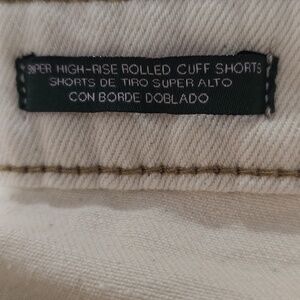 SUPER HIGH-RISE ROLLED CUFF SHORTS
SHORTS DE TIRO SUPER ALTO
CON BORDE DOBLADO